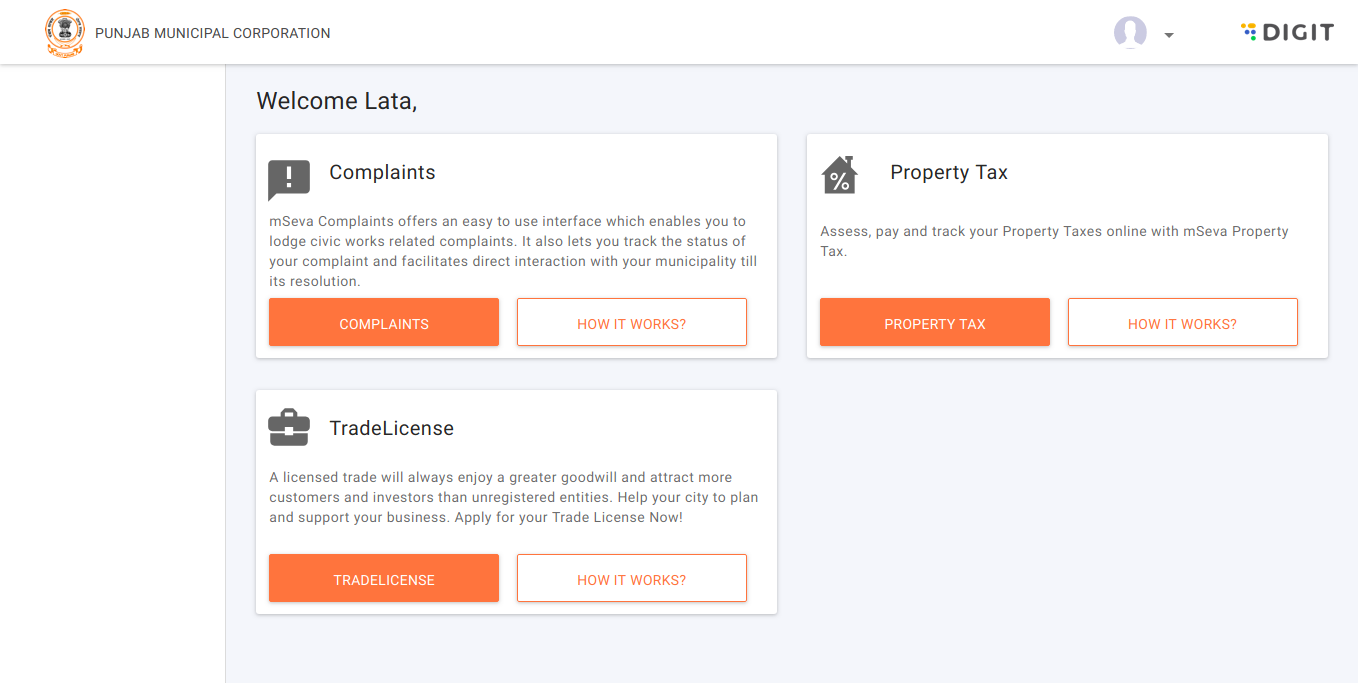 PUNJAB MUNICIPAL CORPORATION
DIGIT
Welcome Lata,
Complaints
mSeva Complaints offers an easy to use interface which enables you to
lodge civic works related complaints. It also lets you track the status of
your complaint and facilitates direct interaction with your municipality till
its resolution.
COMPLAINTS
HOW IT WORKS?
Property Tax
Assess, pay and track your Property Taxes online with mSeva Property
Tax.
PROPERTY TAX
HOW IT WORKS?
TradeLicense
A licensed trade will always enjoy a greater goodwill and attract more
customers and investors than unregistered entities. Help your city to plan
and support your business. Apply for your Trade License Now!
TRADELICENSE
HOW IT WORKS?